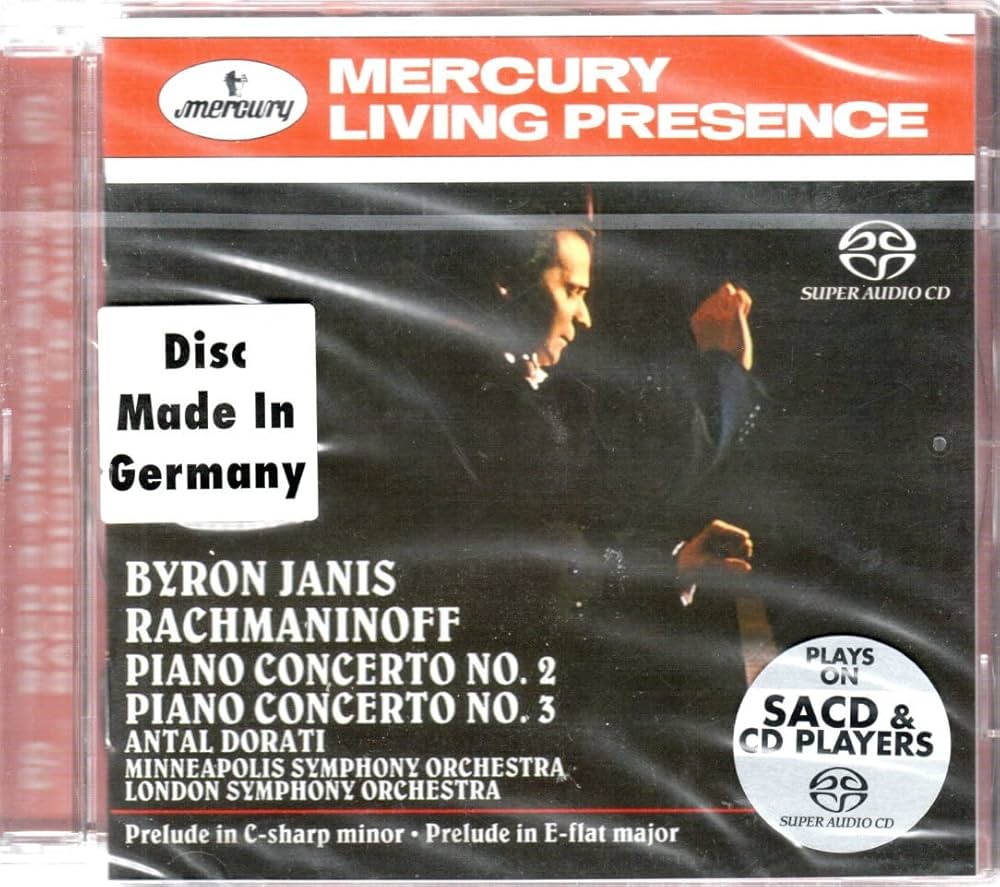 mercury
MERCURY
LIVING PRESENCE
SUPER AUDIO CD
Disc
Made In
Germany
BYRON JANIS
RACHMANINOFF
PIANO CONCERTO NO. 2
PIANO CONCERTO NO. 3
ANTAL DORATI
MINNEAPOLIS SYMPHONY ORCHESTRA
LONDON SYMPHONY ORCHESTRA
Prelude in C-sharp minor • Prelude in E-flat major
PLAYS
ON
SACD &
CD PLAYERS
SUPER AUDIO CD